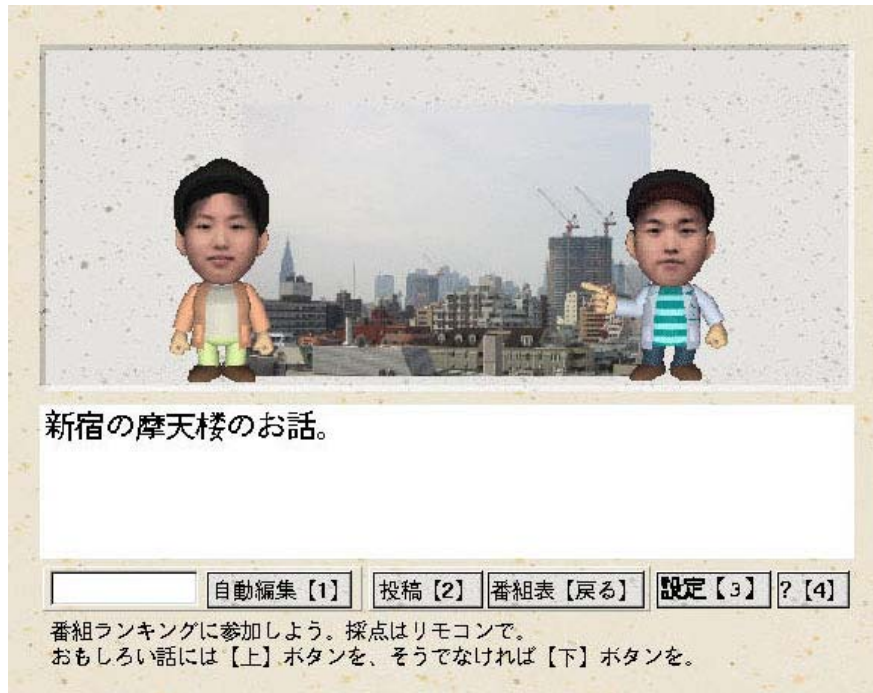 新宿の摩天楼のお話。
自動編集【1】 投稿【2】 番組表【戻る】 設定【3】 ?【4】
番組ランキングに参加しよう。採点はリモコンで。
おもしろい話には【上】ボタンを、そうでなければ【下】ボタンを。